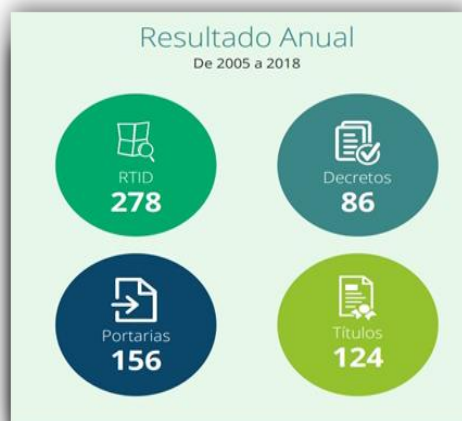 Resultado Anual
De 2005 a 2018
RTID
278
Decretos
86
Portarias
156
Títulos
124